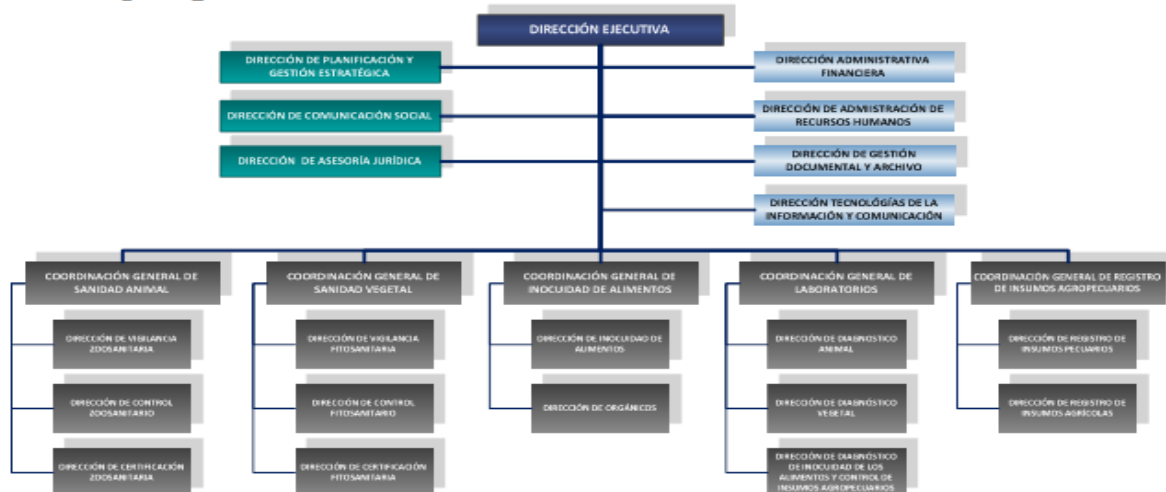 DIRECCIÓN EJECUTIVA
DIRECCIÓN DE PLANIFICACIÓN Y
GESTIÓN ESTRATÉGICA
DIRECCIÓN ADMINISTRATIVA
FINANCIERA
DIRECCIÓN DE COMUNICACIÓN SOCIAL
DIRECCIÓN DE ADMISTRACIÓN DE
RECURSOS HUMANOS
DIRECCIÓN DE ASESORÍA JURÍDICA
DIRECCIÓN DE GESTIÓN
DOCUMENTAL Y ARCHIVO
DIRECCIÓN TECNOLÓGÍAS DE LA
INFORMACIÓN Y COMUNICACIÓN
COORDINACIÓN GENERAL DE
SANIDAD ANIMAL
DIRECCIÓN DE VIGILANCIA
ZOOSANITARIA
DIRECCIÓN DE CONTROL
ZOOSANITARIO
DIRECCIÓN DE CERTIFICACIÓN
ZOOSANITARIA
COORDINACIÓN GENERAL DE
SANIDAD VEGETAL
DIRECCIÓN DE VIGILANCIA
FITOSANITARIA
DIRECCIÓN DE CONTROL
FITOSANITARIO
DIRECCIÓN DE CERTIFICACIÓN
FITOSANITARIA
COORDINACIÓN GENERAL DE
INOCUIDAD DE ALIMENTOS
DIRECCIÓN DE INOCUIDAD DE
ALIMENTOS
DIRECCIÓN DE ORGÁNICOS
COORDINACIÓN GENERAL DE
LABORATORIOS
DIRECCIÓN DE DIAGNOSTICO
ANIMAL
DIRECCIÓN DE DIAGNÓSTICO
VEGETAL
DIRECCIÓN DE DIAGNÓSTICO
DE INOCUIDAD DE LOS
ALIMENTOS Y CONTROL DE
INSUMOS AGROPECUARIOS
COORDINACIÓN GENERAL DE REGISTRO
DE INSUMOS AGROPECUARIOS
DIRECCIÓN DE REGISTRO DE
INSUMOS PECUARIOS
DIRECCIÓN DE REGISTRO DE
INSUMOS AGRÍCOLAS